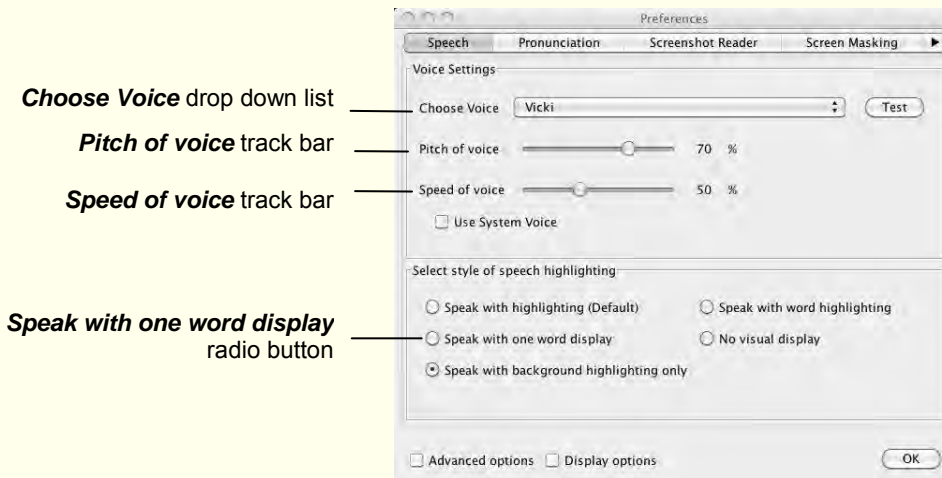 Preferences
Speech Pronunciation Screenshot Reader Screen Masking
Voice Settings
Choose Voice drop down list
Choose Voice Vicki Test
Pitch of voice track bar
Pitch of voice 70 %
Speed of voice track bar
Speed of voice 50 %
Use System Voice
Select style of speech highlighting
Speak with highlighting (Default) Speak with word highlighting
Speak with one word display
radio button
Speak with one word display No visual display
Speak with background highlighting only
Advanced options Display options OK